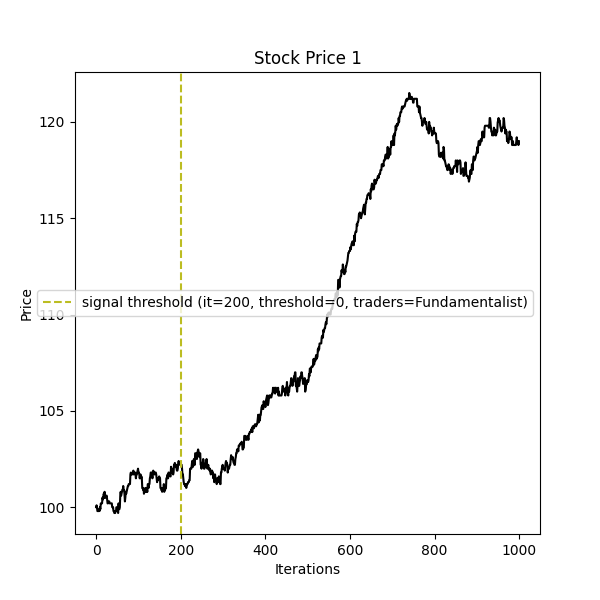 Stock Price 1
120
115
110
105
100
Price
signal threshold (it=200, threshold=0, traders=Fundamentalist)
0 200 400 600 800 1000
Iterations